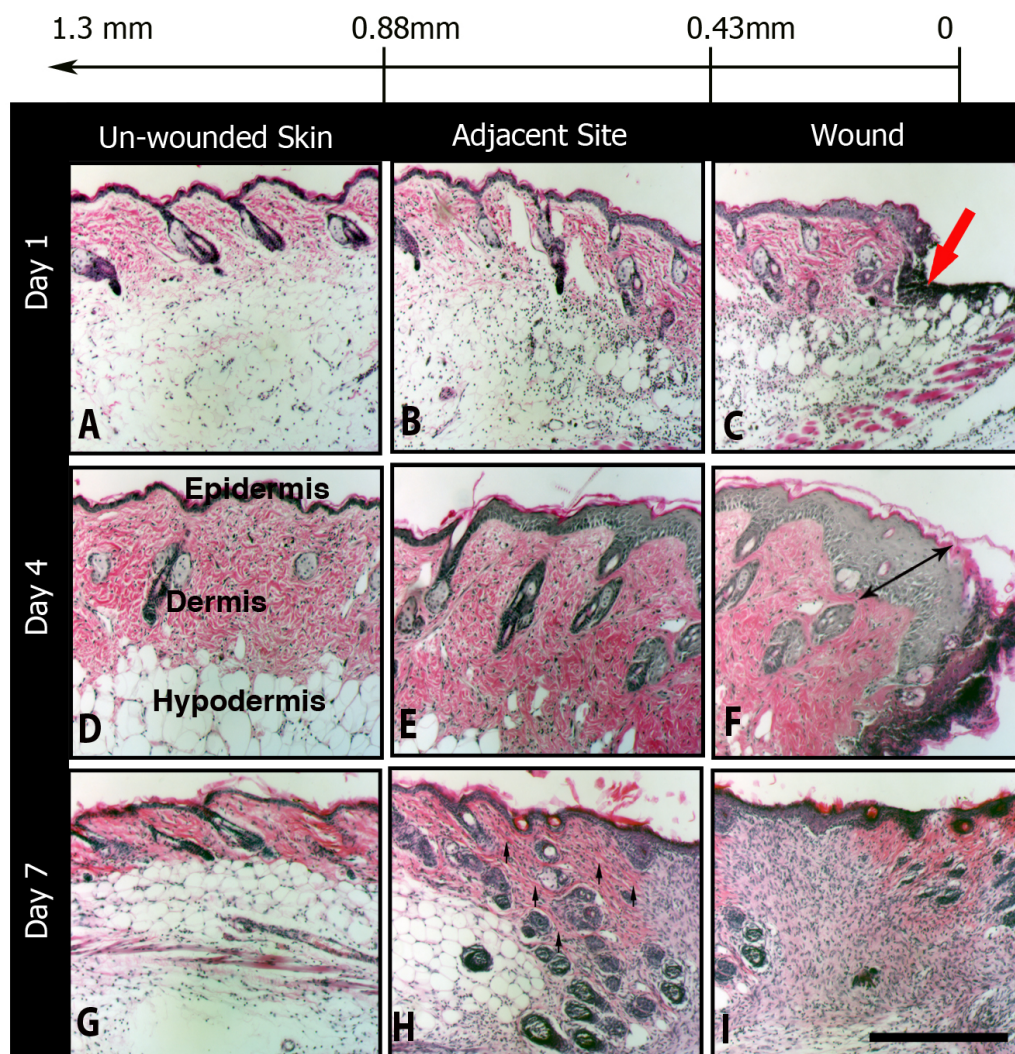 1.3 mm 0.88mm 0.43mm 0
Un-wounded Skin Adjacent Site Wound
Day 1
A B C
Day 4
Epidermis
Dermis
Hypodermis
D E F
Day 7
G H I